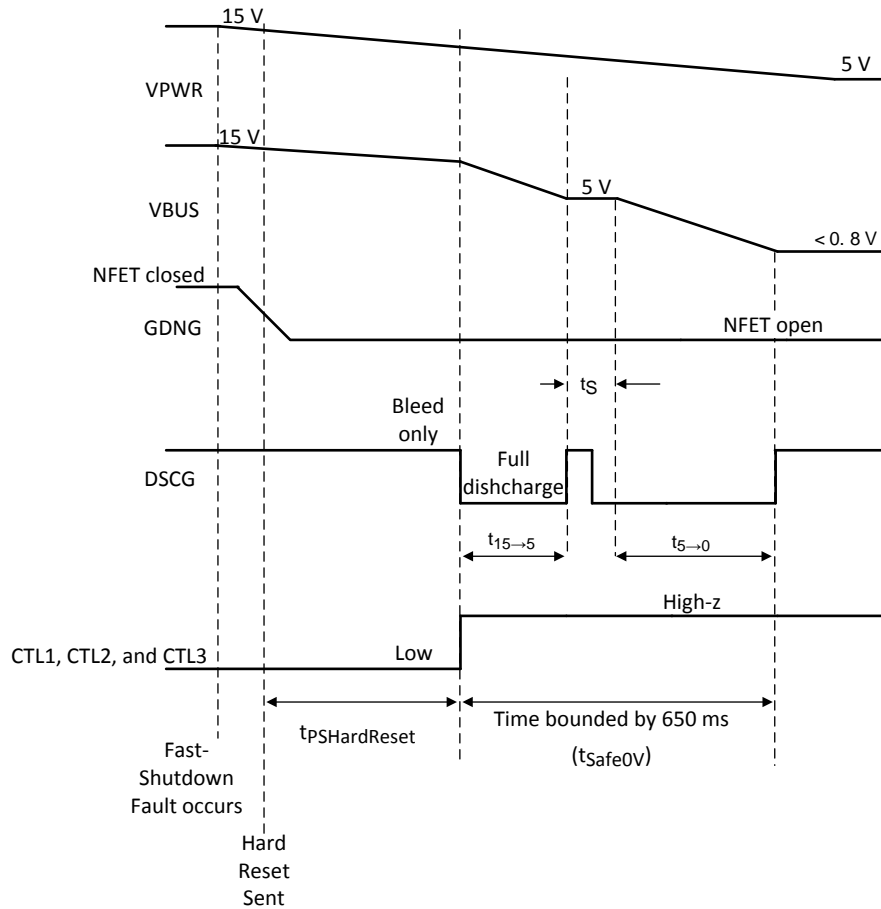 15 V
5 V
VPWR
15 V
5 V
VBUS
< 0. 8 V
NFET closed
GDNG
NFET open
tS
Bleed
only
Full
dishcharge
DSCG
t15→5
t5→0
High-z
CTL1, CTL2, and CTL3
Low
tPSHardReset
Time bounded by 650 ms
(tSafe0V)
Fast-
Shutdown
Fault occurs
Hard
Reset
Sent